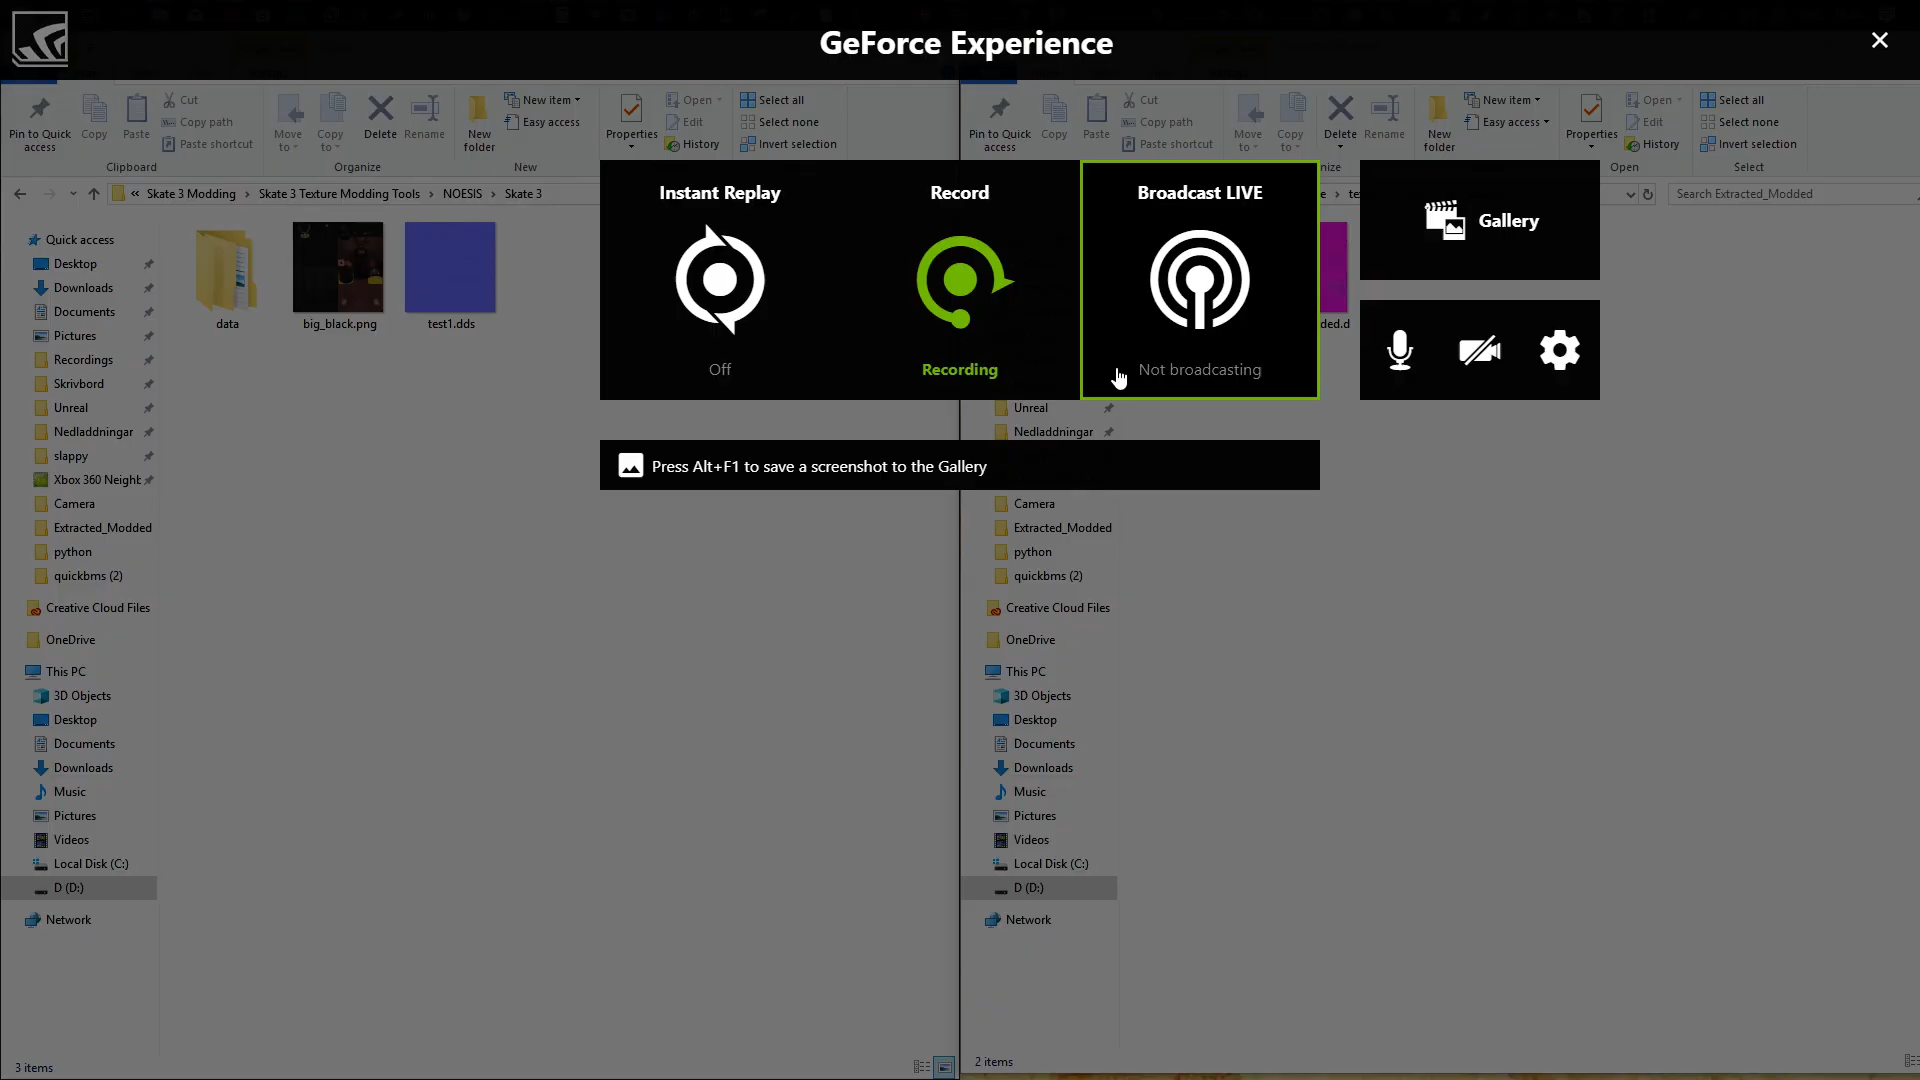 GeForce Experience
Pin to Quick access
Copy
Paste
Cut
Copy path
Paste shortcut
Clipboard
Move to
Copy to
Delete
Rename
Organize
New folder
New item
Easy access
New
Properties
Open
Edit
History
Select all
Select none
Invert selection
Pin to Quick access
Copy
Paste
Cut
Copy path
Paste shortcut
Move to
Copy to
Delete
Rename
New folder
New item
Easy access
Properties
Open
Edit
History
Open
Select all
Select none
Invert selection
Select
« Skate 3 Modding > Skate 3 Texture Modding Tools > NOESIS > Skate 3
Search Extracted_Modded
Instant Replay
Off
Record
Recording
Broadcast LIVE
Not broadcasting
Gallery
Press Alt+F1 to save a screenshot to the Gallery
data
big_black.png
test1.dds
Quick access
Desktop
Downloads
Documents
Pictures
Recordings
Skrivbord
Unreal
Nedladdningar
slappy
Xbox 360 Neight
Camera
Extracted_Modded
python
quickbms (2)
Creative Cloud Files
OneDrive
This PC
3D Objects
Desktop
Documents
Downloads
Music
Pictures
Videos
Local Disk (C:)
D (D:)
Network
3 items
Unreal
Nedladdningar
Camera
Extracted_Modded
python
quickbms (2)
Creative Cloud Files
OneDrive
This PC
3D Objects
Desktop
Documents
Downloads
Music
Pictures
Videos
Local Disk (C:)
D (D:)
Network
2 items